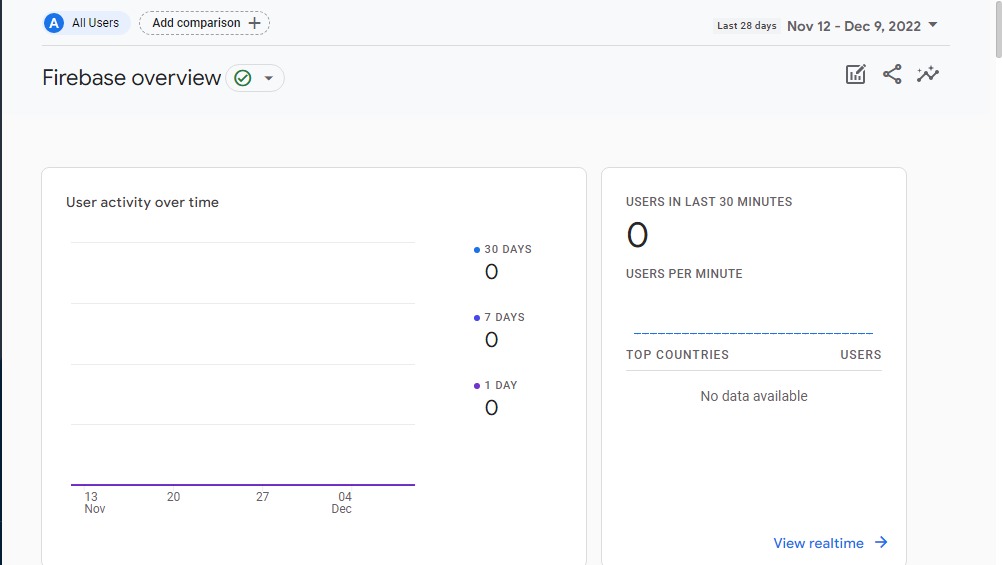 A All Users Add comparison
Last 28 days Nov 12 - Dec 9, 2022
Firebase overview
User activity over time
30 DAYS
0
7 DAYS
0
1 DAY
0
13 20 27 04
Nov Dec
USERS IN LAST 30 MINUTES
0
USERS PER MINUTE
TOP COUNTRIES USERS
No data available
View realtime